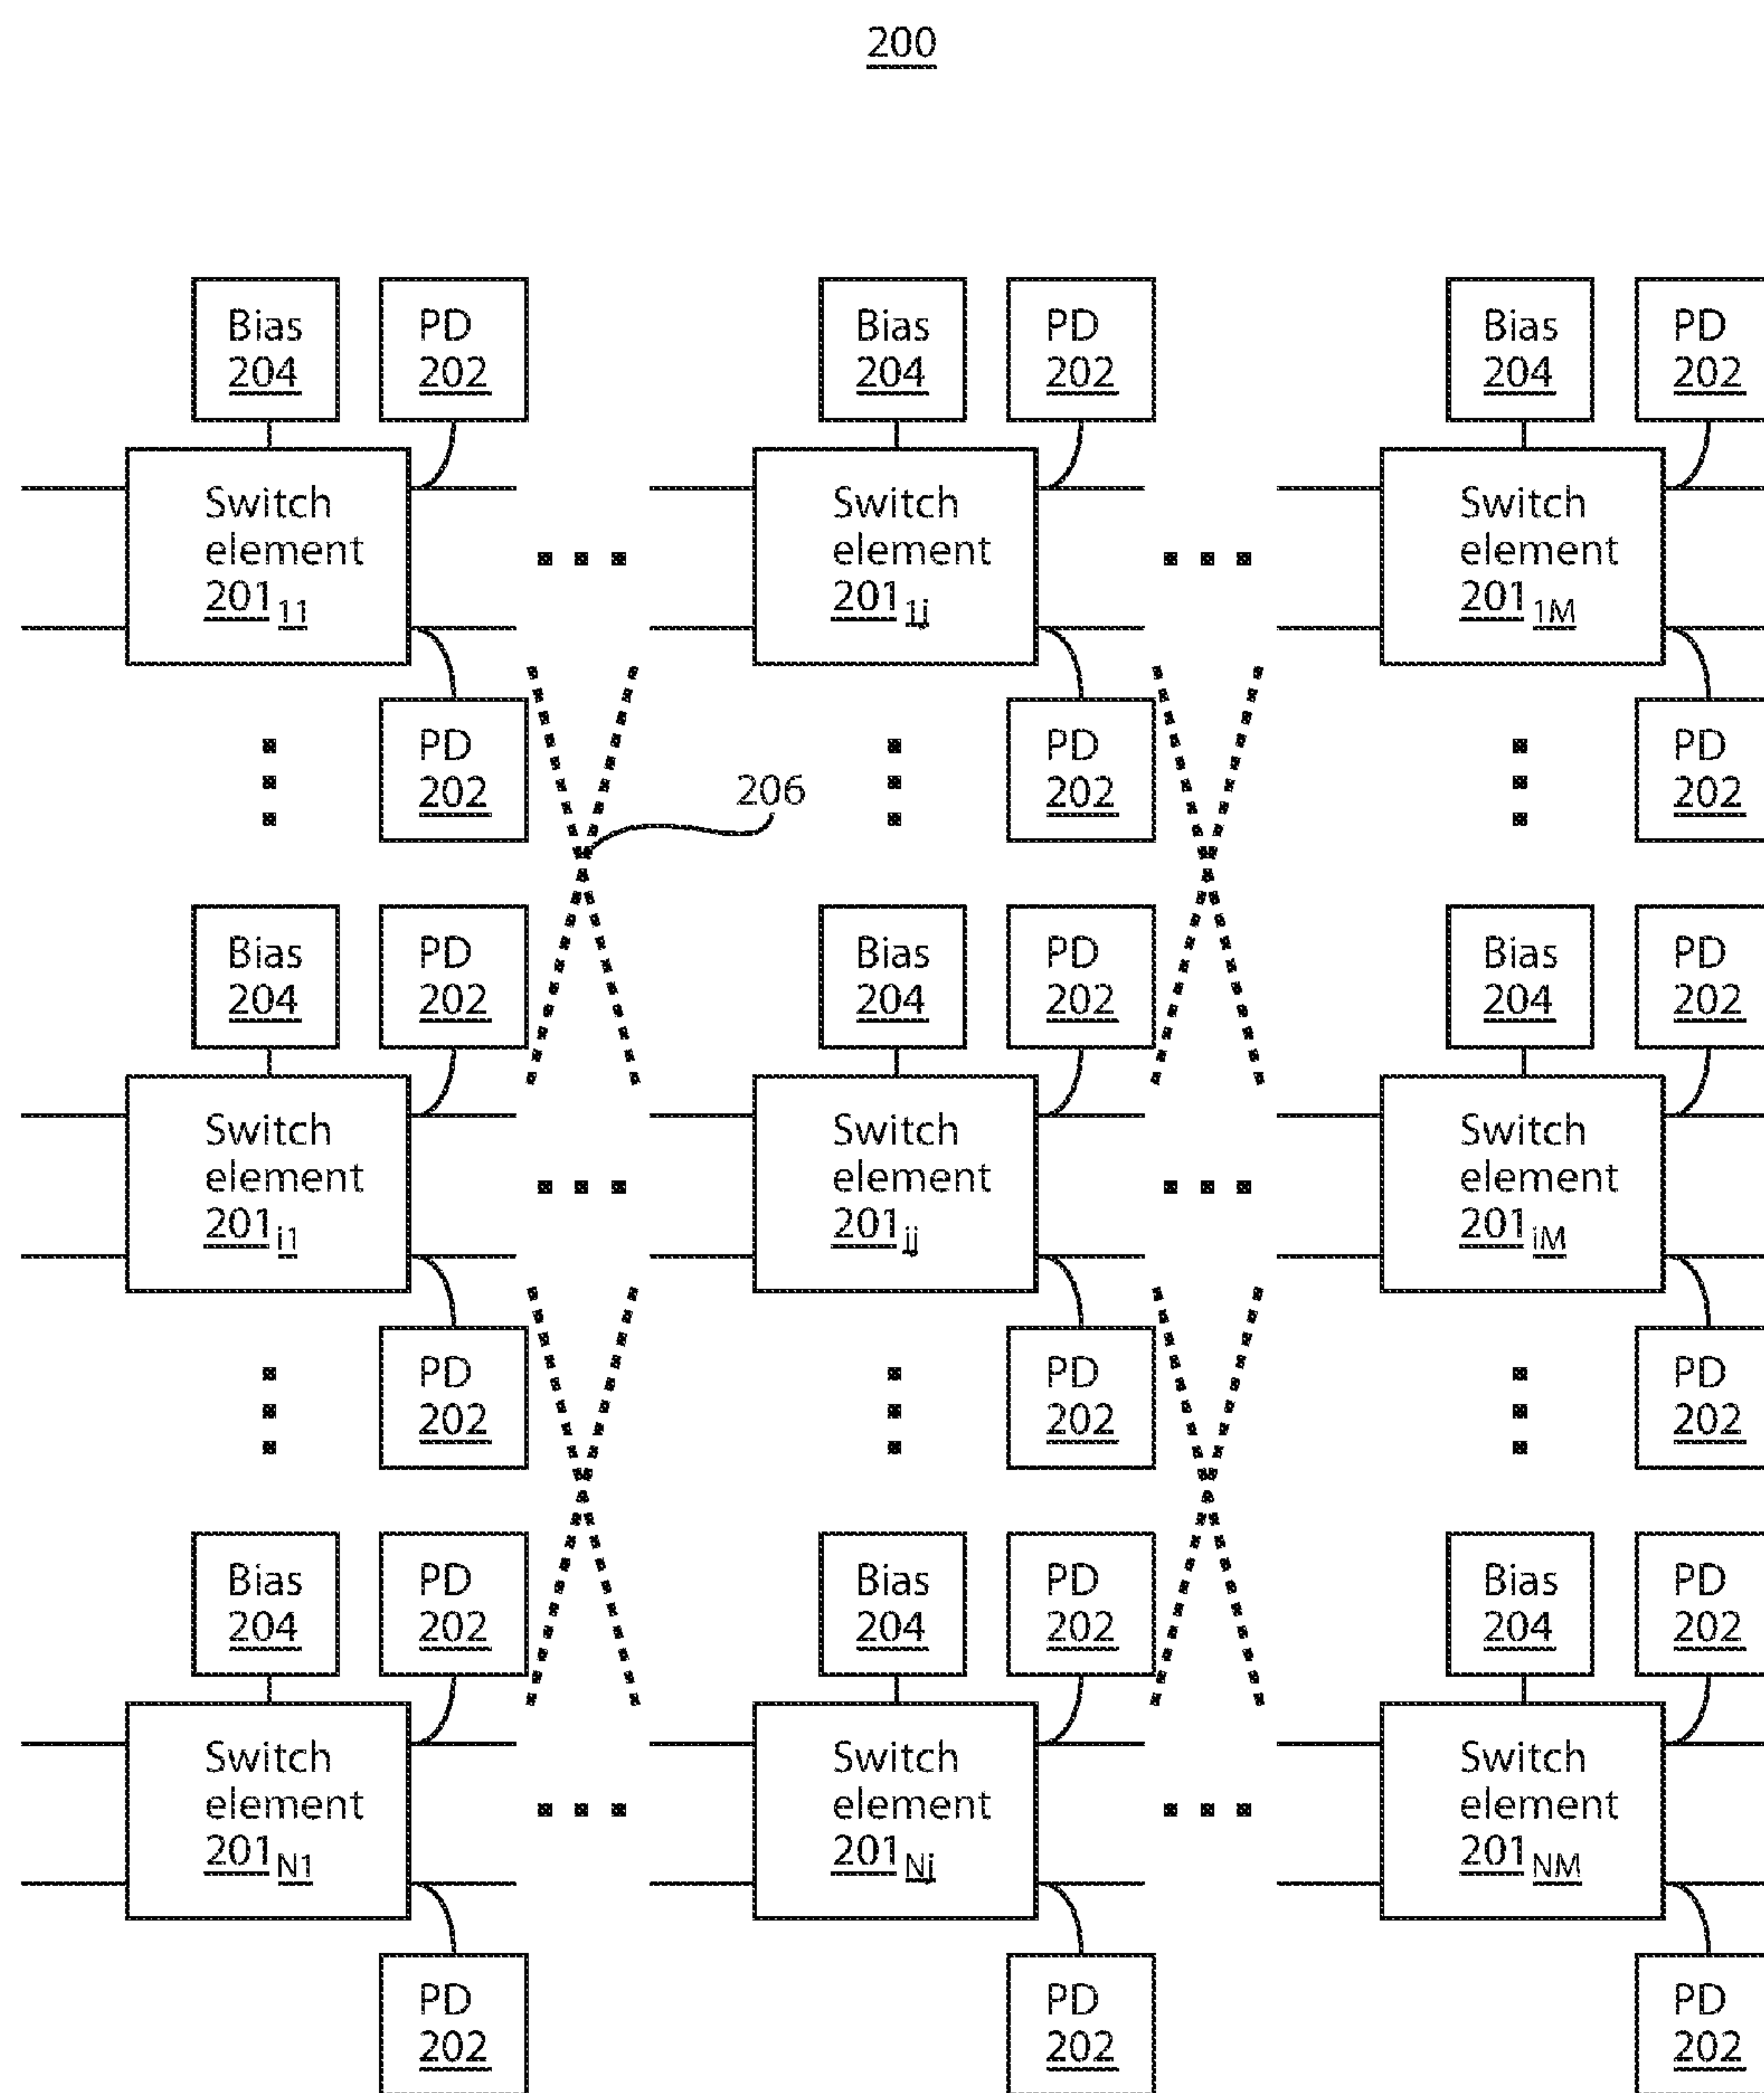 200
Bias
204
PD
202
Bias
204
PD
202
Bias
204
PD
202
Switch
element
201 11
Switch
element
201 1j
Switch
element
201 1M
PD
202
PD
202
PD
202
206
Bias
204
PD
202
Bias
204
PD
202
Bias
204
PD
202
Switch
element
201 i1
Switch
element
201 ij
Switch
element
201 iM
PD
202
PD
202
PD
202
Bias
204
PD
202
Bias
204
PD
202
Bias
204
PD
202
Switch
element
201 N1
Switch
element
201 Nj
Switch
element
201 NM
PD
202
PD
202
PD
202